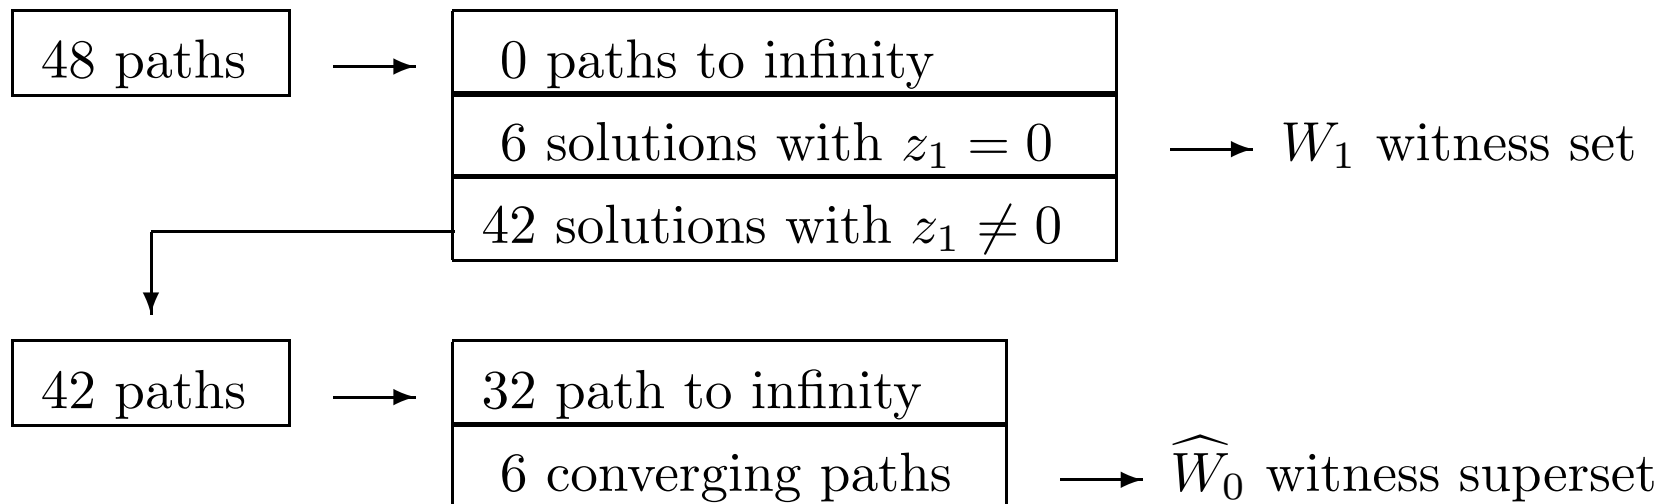 48 paths
0 paths to infinity
6 solutions with z₁ = 0
W₁ witness set
42 solutions with z₁ ≠ 0
42 paths
32 path to infinity
6 converging paths
Ŵ₀ witness superset